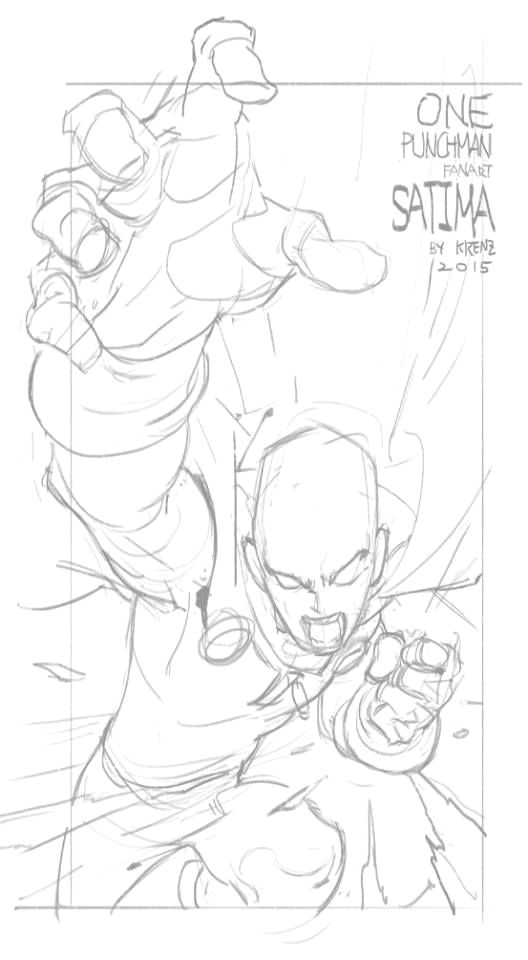 ONE
PUNCHMAN
FANART
SATIMA
BY KRENZ
2015